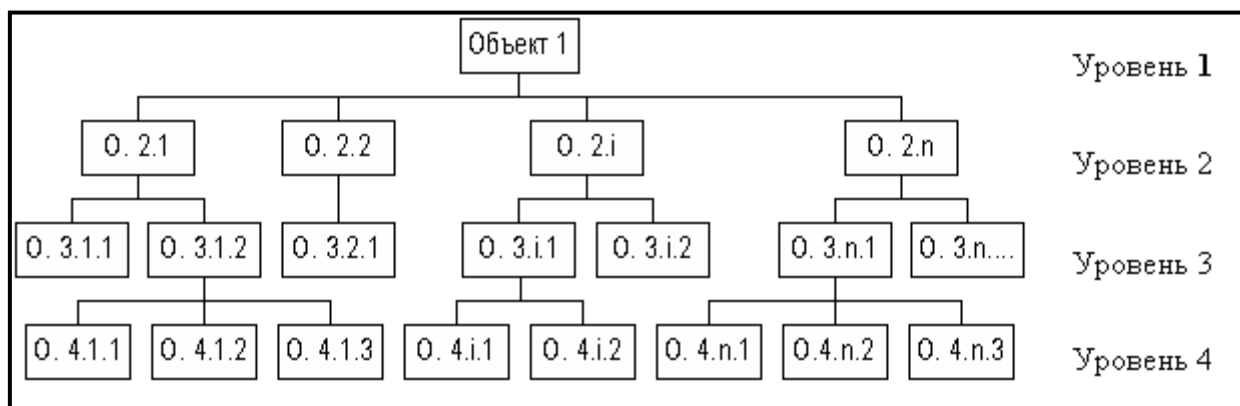 Объект 1
Уровень 1
О. 2.1 О. 2.2 О. 2.i О. 2.n
Уровень 2
О. 3.1.1 О. 3.1.2 О. 3.2.1 О. 3.i.1 О. 3.i.2 О. 3.n.1 О. 3.n....
Уровень 3
О. 4.1.1 О. 4.1.2 О. 4.1.3 О. 4.i.1 О. 4.i.2 О. 4.n.1 О.4.n.2 О. 4.n.3
Уровень 4